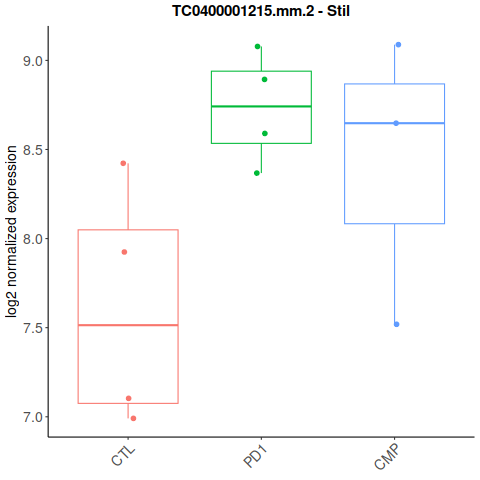 TC0400001215.mm.2 - Stil
log2 normalized expression
9.0
8.5
8.0
7.5
7.0
CTL
PD1
CMP